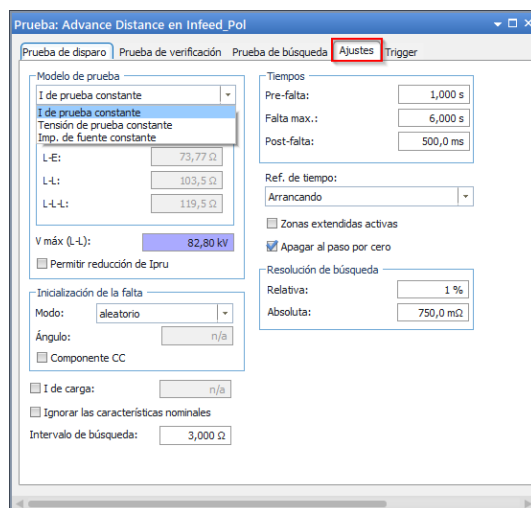 Prueba: Advance Distance en Infeed_Pol
Prueba de disparo Prueba de verificación Prueba de búsqueda Ajustes Trigger
Modelo de prueba
I de prueba constante
I de prueba constante
Tensión de prueba constante
Imp. de fuente constante
L-E: 73,77 Ω
L-L: 103,5 Ω
L-L-L: 119,5 Ω
V máx (L-L): 82,80 kV
Permitir reducción de Ipru
Inicialización de la falta
Modo: aleatorio
Ángulo: n/a
Componente CC
I de carga: n/a
Ignorar las características nominales
Intervalo de búsqueda: 3,000 Ω
Tiempos
Pre-falta: 1,000 s
Falta max.: 6,000 s
Post-falta: 500,0 ms
Ref. de tiempo:
Arrancando
Zonas extendidas activas
Apagar al paso por cero
Resolución de búsqueda
Relativa: 1 %
Absoluta: 750,0 mΩ